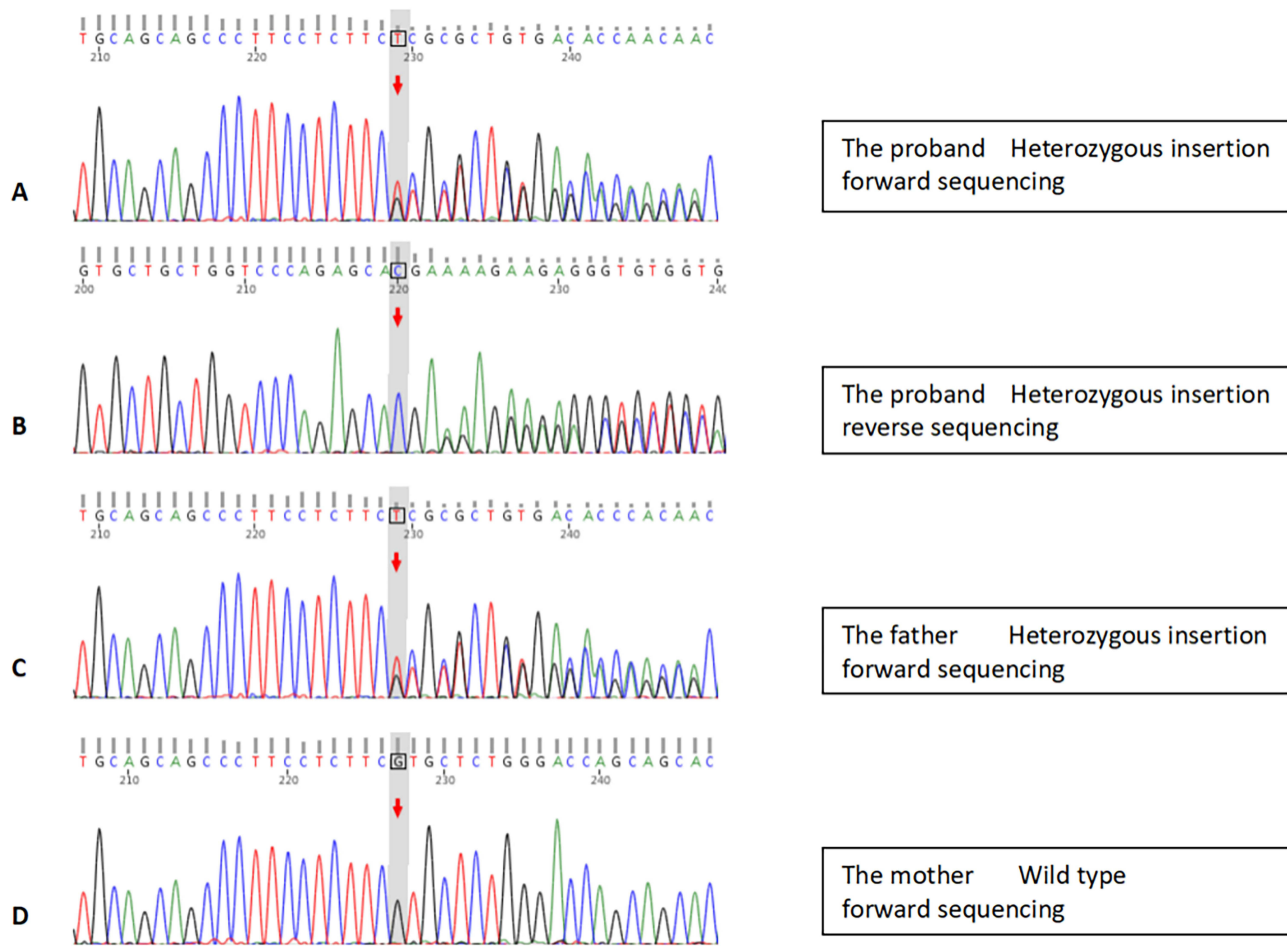 TGCAGCAGCCCTTCCTCTTCTCGCGCTGTGACACCAACAAC
210 220 230 240
A
The proband Heterozygous insertion
forward sequencing
GTGCTGCTGGTCCCAGAGCACGAAAAGAAGAGGGTGTGGTG
200 210 220 230 240
B
The proband Heterozygous insertion
reverse sequencing
TGCAGCAGCCCTTCCTCTTCTCGCGCTGTGACACCCACAAC
210 220 230 240
C
The father Heterozygous insertion
forward sequencing
TGCAGCAGCCCTTCCTCTTCGTGCTCTGGGACCAGCAGCAC
210 220 230 240
D
The mother Wild type
forward sequencing